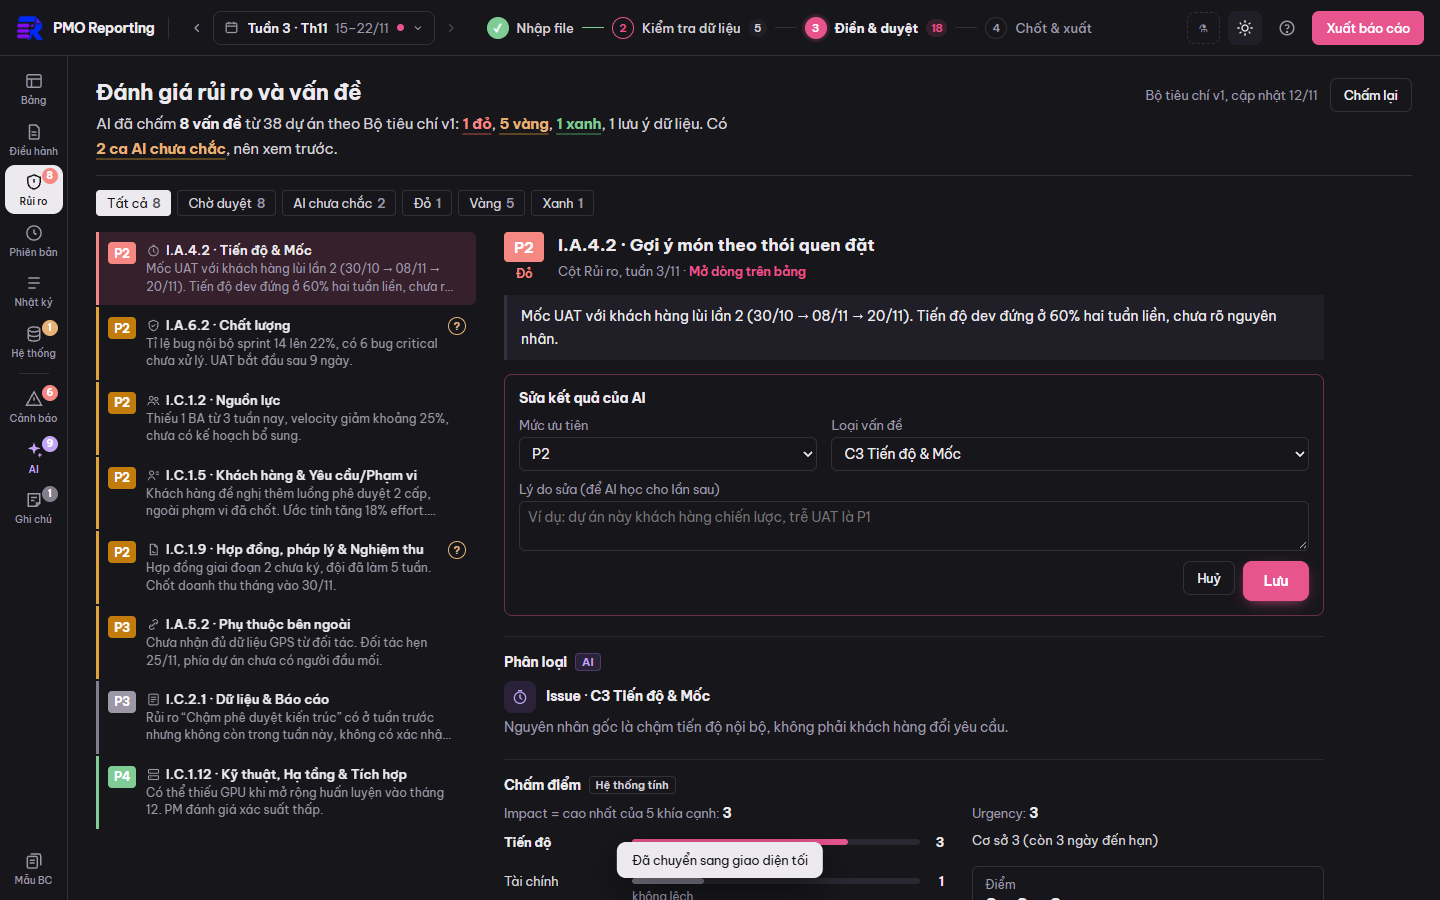 PMO Reporting
Tuần 3 · Th11 15–22/11
Nhập file
2 Kiểm tra dữ liệu 5
3 Điền & duyệt 18
4 Chốt & xuất
Xuất báo cáo
Bảng
Điều hành
8
Rủi ro
Phiên bản
Nhật ký
1
Hệ thống
6
Cảnh báo
9
AI
1
Ghi chú
Mẫu BC
Đánh giá rủi ro và vấn đề
AI đã chấm 8 vấn đề từ 38 dự án theo Bộ tiêu chí v1: 1 đỏ, 5 vàng, 1 xanh, 1 lưu ý dữ liệu. Có
2 ca AI chưa chắc, nên xem trước.
Bộ tiêu chí v1, cập nhật 12/11
Chấm lại
Tất cả 8
Chờ duyệt 8
AI chưa chắc 2
Đỏ 1
Vàng 5
Xanh 1
P2 I.A.4.2 · Tiến độ & Mốc
Mốc UAT với khách hàng lùi lần 2 (30/10 → 08/11 →
20/11). Tiến độ dev đứng ở 60% hai tuần liền, chưa r...
P2 I.A.6.2 · Chất lượng ?
Tỉ lệ bug nội bộ sprint 14 lên 22%, có 6 bug critical
chưa xử lý. UAT bắt đầu sau 9 ngày.
P2 I.C.1.2 · Nguồn lực
Thiếu 1 BA từ 3 tuần nay, velocity giảm khoảng 25%,
chưa có kế hoạch bổ sung.
P2 I.C.1.5 · Khách hàng & Yêu cầu/Phạm vi
Khách hàng đề nghị thêm luồng phê duyệt 2 cấp,
ngoài phạm vi đã chốt. Ước tính tăng 18% effort....
P2 I.C.1.9 · Hợp đồng, pháp lý & Nghiệm thu ?
Hợp đồng giai đoạn 2 chưa ký, đội đã làm 5 tuần.
Chốt doanh thu tháng vào 30/11.
P3 I.A.5.2 · Phụ thuộc bên ngoài
Chưa nhận đủ dữ liệu GPS từ đối tác. Đối tác hẹn
25/11, phía dự án chưa có người đầu mối.
P3 I.C.2.1 · Dữ liệu & Báo cáo
Rủi ro “Chậm phê duyệt kiến trúc” có ở tuần trước
nhưng không còn trong tuần này, không có xác nhậ...
P4 I.C.1.12 · Kỹ thuật, Hạ tầng & Tích hợp
Có thể thiếu GPU khi mở rộng huấn luyện vào tháng
12. PM đánh giá xác suất thấp.
P2 I.A.4.2 · Gợi ý món theo thói quen đặt
Đỏ Cột Rủi ro, tuần 3/11 · Mở dòng trên bảng
Mốc UAT với khách hàng lùi lần 2 (30/10 → 08/11 → 20/11). Tiến độ dev đứng ở 60% hai tuần liền, chưa rõ nguyên
nhân.
Sửa kết quả của AI
Mức ưu tiên
P2
Loại vấn đề
C3 Tiến độ & Mốc
Lý do sửa (để AI học cho lần sau)
Ví dụ: dự án này khách hàng chiến lược, trễ UAT là P1
Huỷ
Lưu
Phân loại AI
Issue · C3 Tiến độ & Mốc
Nguyên nhân gốc là chậm tiến độ nội bộ, không phải khách hàng đổi yêu cầu.
Chấm điểm Hệ thống tính
Impact = cao nhất của 5 khía cạnh: 3
Tiến độ 3
Tài chính 1
không lệch
Urgency: 3
Cơ sở 3 (còn 3 ngày đến hạn)
Điểm
Đã chuyển sang giao diện tối